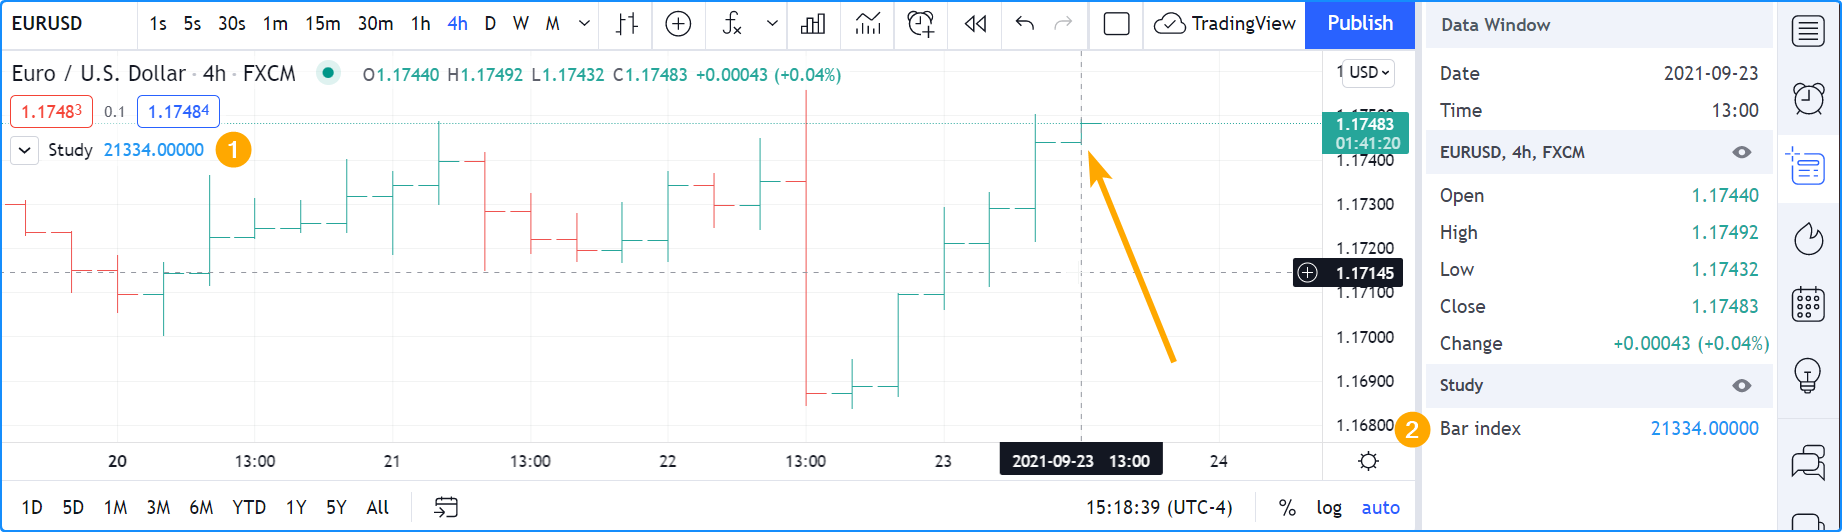 EURUSD 1s 5s 30s 1m 15m 30m 1h 4h D W M TradingView Publish
Euro / U.S. Dollar · 4h · FXCM O1.17440 H1.17492 L1.17432 C1.17483 +0.00043 (+0.04%)
USD
1.17483 0.1 1.17484
Study 21334.00000 1
1.17483
01:41:20
1.17400
1.17300
1.17200
1.17145
1.17100
1.17000
1.16900
1.16800
20 13:00 21 13:00 22 13:00 23 2021-09-23 13:00 24
1D 5D 1M 3M 6M YTD 1Y 5Y All 15:18:39 (UTC-4) % log auto
Data Window
Date 2021-09-23
Time 13:00
EURUSD, 4h, FXCM
Open 1.17440
High 1.17492
Low 1.17432
Close 1.17483
Change +0.00043 (+0.04%)
Study
2 Bar index 21334.00000